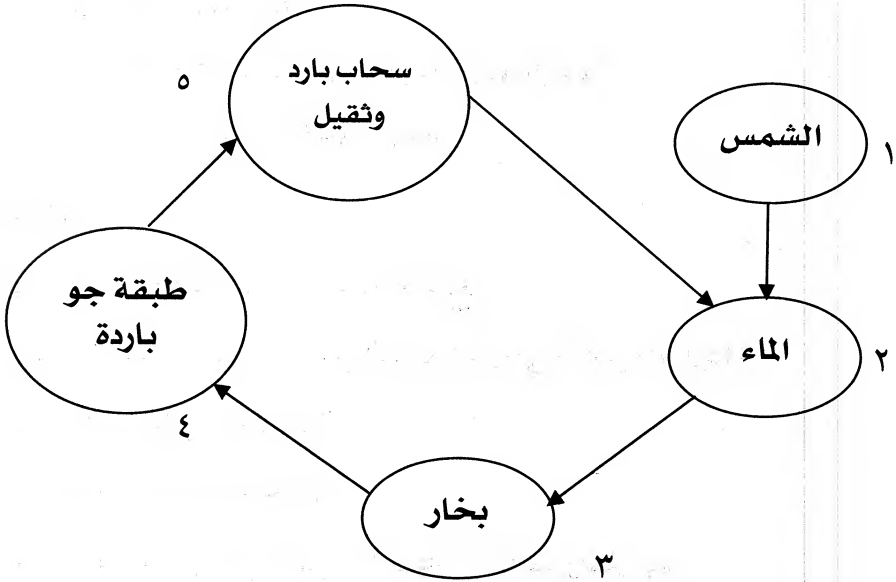 الشمس
١
الماء
٢
بخار
٣
طبقة جو
باردة
٤
سحاب بارد
وثقيل
٥